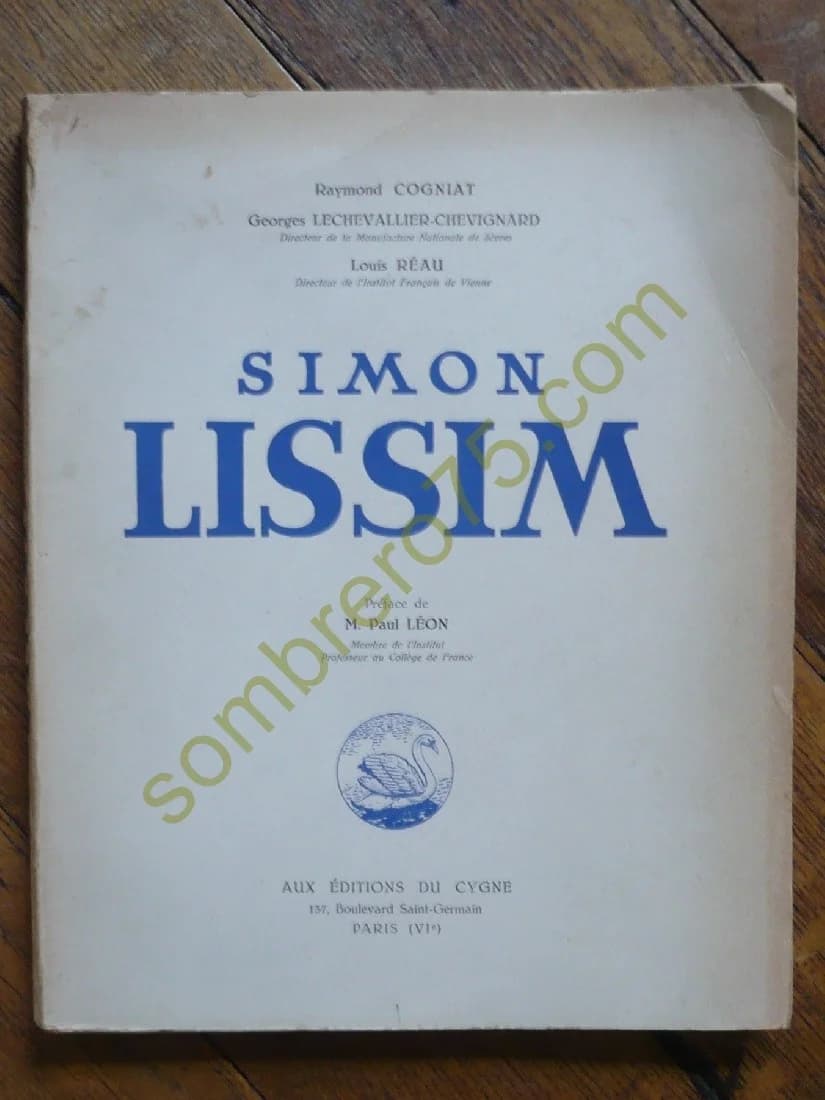 Raymond COGNIAT
Georges LECHEVALLIER-CHEVIGNARD
Directeur de la Manufacture Nationale de Sèvres
Louis RÉAU
Directeur de l'Institut Français de Vienne
SIMON
LISSIM
Préface de
M. Paul LÉON
Membre de l'Institut
Professeur au Collège de France
AUX ÉDITIONS DU CYGNE
137, Boulevard Saint-Germain
PARIS (VIe)
sombrero75.com